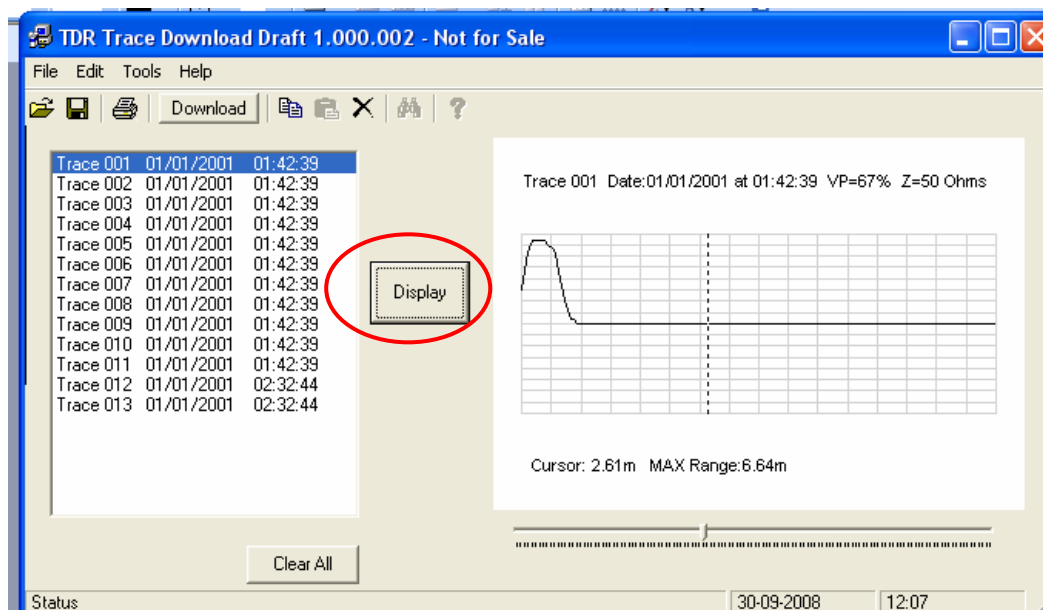 TDR Trace Download Draft 1.000.002 - Not for Sale
File Edit Tools Help
Download
Trace 001 01/01/2001 01:42:39
Trace 002 01/01/2001 01:42:39
Trace 003 01/01/2001 01:42:39
Trace 004 01/01/2001 01:42:39
Trace 005 01/01/2001 01:42:39
Trace 006 01/01/2001 01:42:39
Trace 007 01/01/2001 01:42:39
Trace 008 01/01/2001 01:42:39
Trace 009 01/01/2001 01:42:39
Trace 010 01/01/2001 01:42:39
Trace 011 01/01/2001 01:42:39
Trace 012 01/01/2001 02:32:44
Trace 013 01/01/2001 02:32:44
Display
Trace 001 Date:01/01/2001 at 01:42:39 VP=67% Z=50 Ohms
Cursor: 2.61m MAX Range:6.64m
Clear All
Status 30-09-2008 12:07